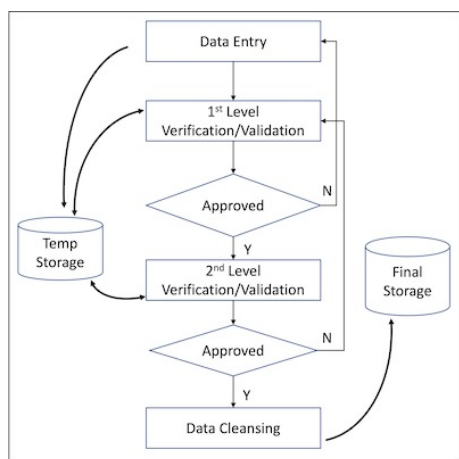 Data Entry
1st Level
Verification/Validation
N
Approved
Y
Temp
Storage
2nd Level
Verification/Validation
Final
Storage
N
Approved
Y
Data Cleansing